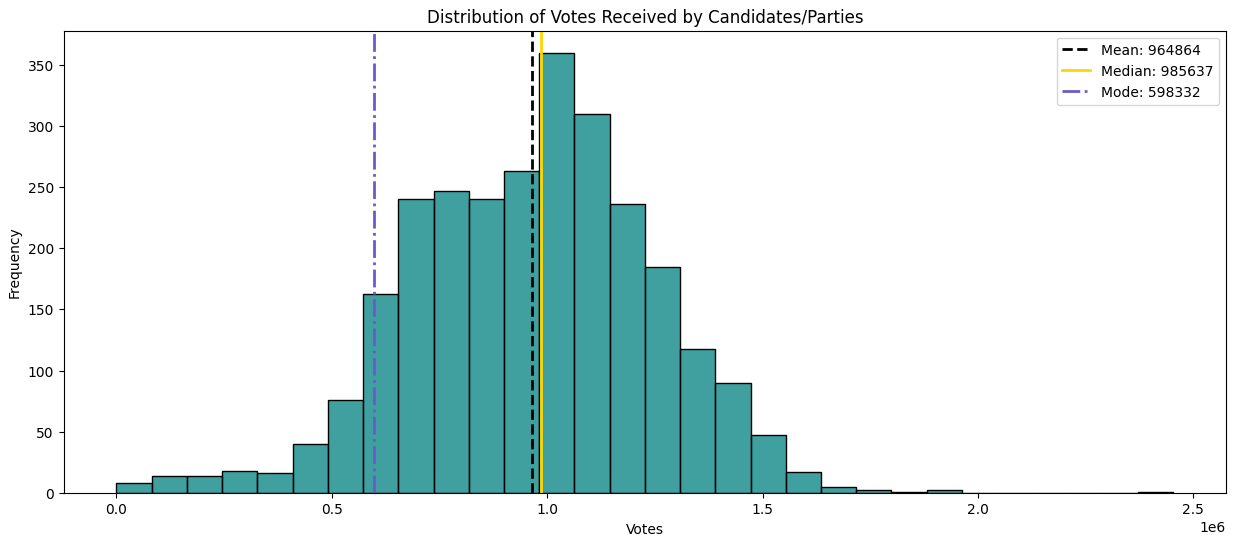 Distribution of Votes Received by Candidates/Parties
Mean: 964864
Median: 985637
Mode: 598332
Frequency
350
300
250
200
150
100
50
0
0.0 0.5 1.0 1.5 2.0 2.5
1e6
Votes